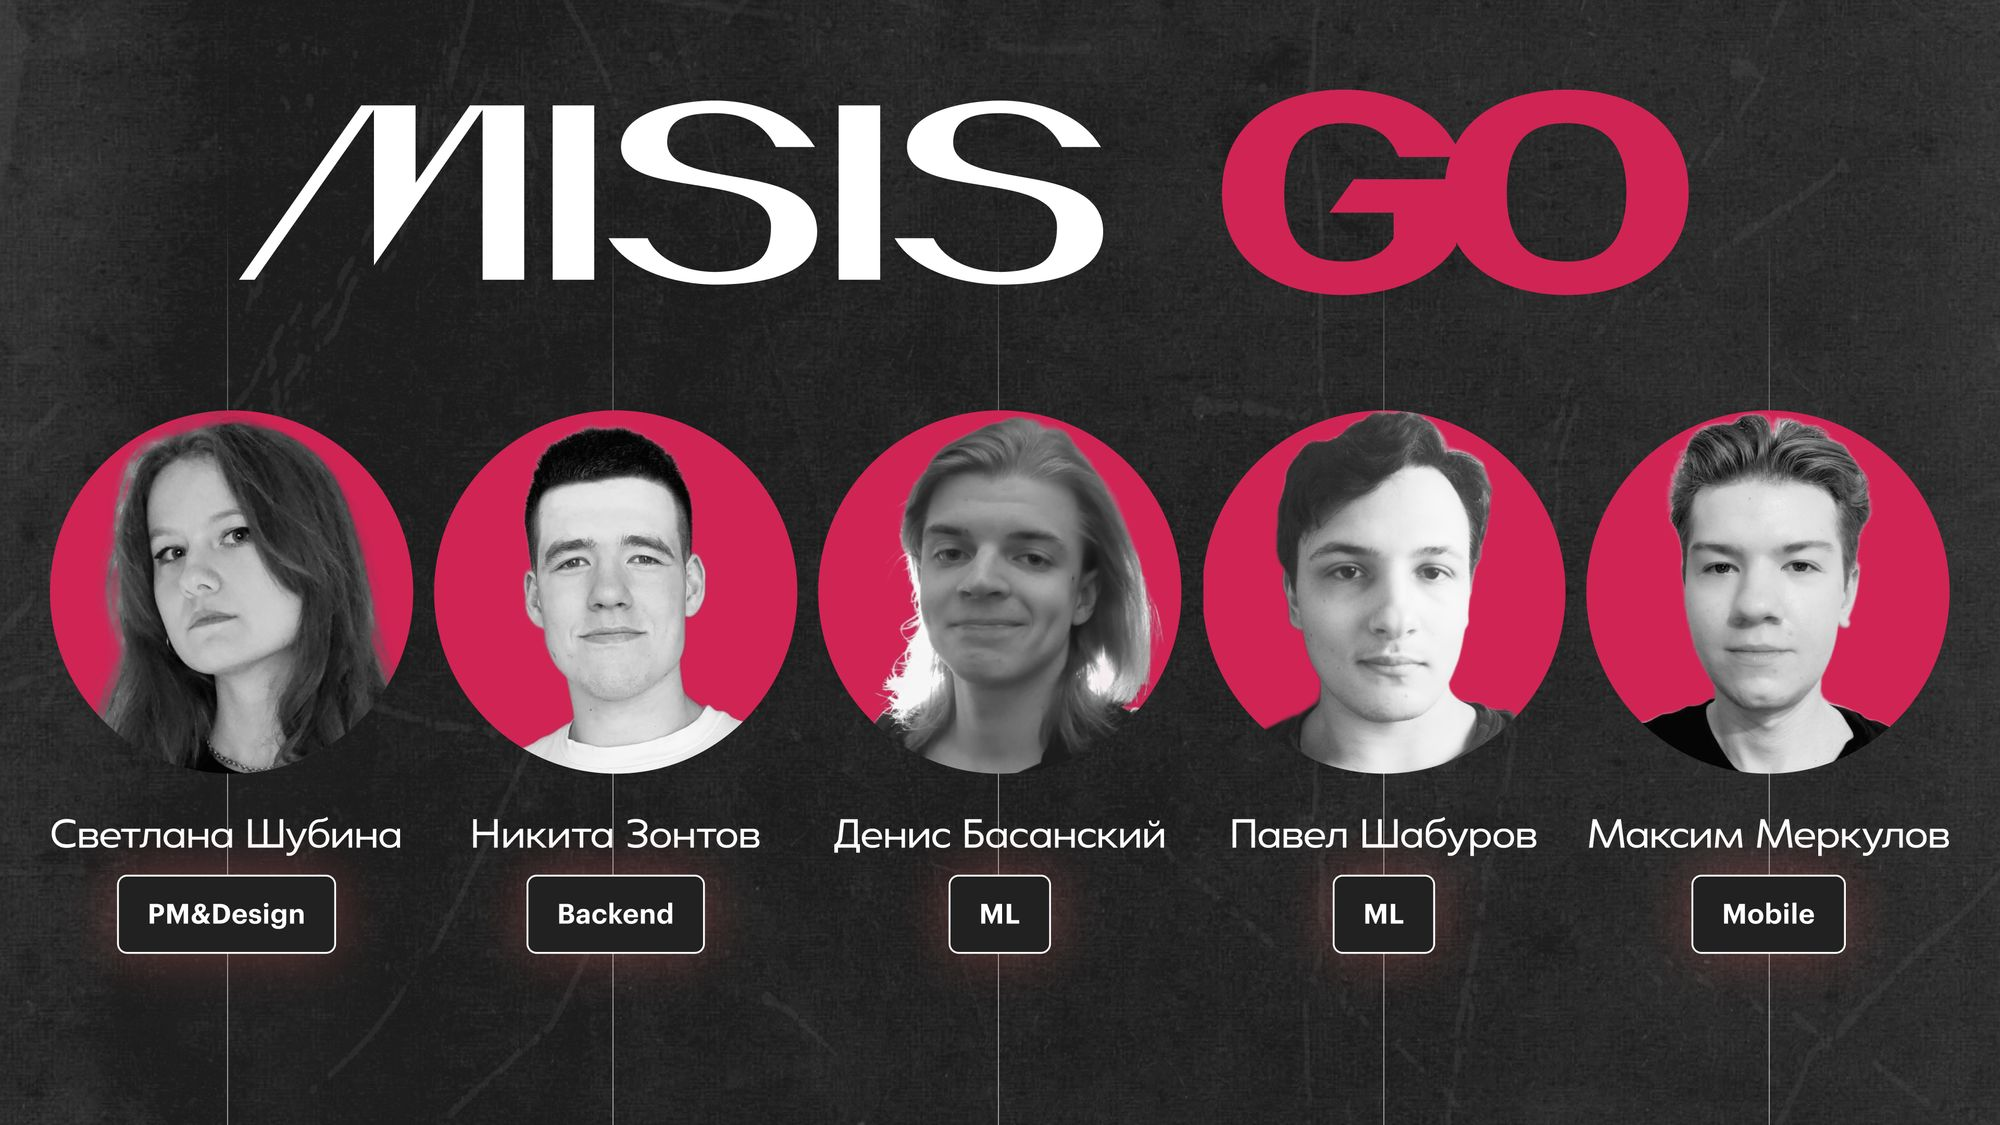 MISIS GO
Светлана Шубина
Никита Зонтов
Денис Басанский
Павел Шабуров
Максим Меркулов
PM&Design
Backend
ML
ML
Mobile